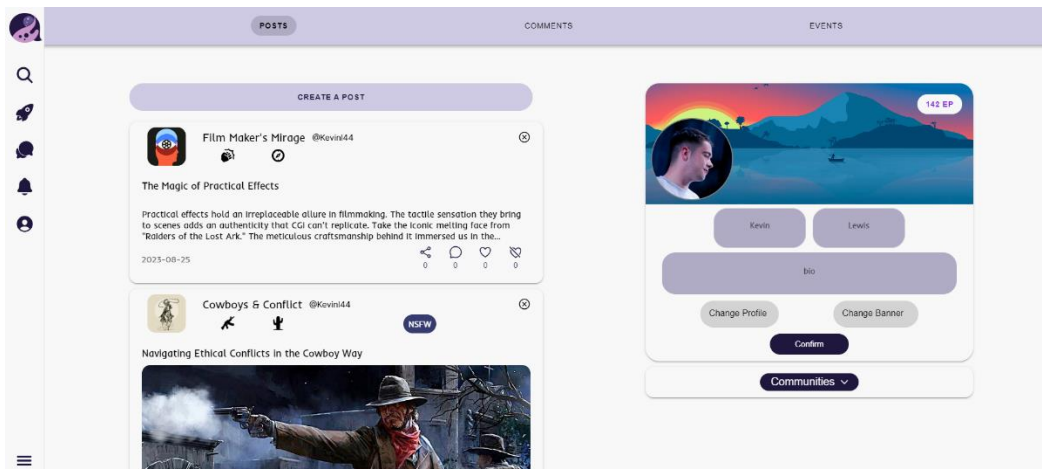 POSTS
COMMENTS
EVENTS
CREATE A POST
Film Maker's Mirage @Kevinl44
The Magic of Practical Effects
Practical effects hold an irreplaceable allure in filmmaking. The tactile sensation they bring
to scenes adds an authenticity that CGI can't replicate. Take the iconic melting face from
"Raiders of the Lost Ark." The meticulous craftsmanship behind it immersed us in the...
2023-08-25
0 0 0 0
Cowboys & Conflict @Kevinl44
NSFW
Navigating Ethical Conflicts in the Cowboy Way
142 EP
Kevin
Lewis
bio
Change Profile
Change Banner
Confirm
Communities